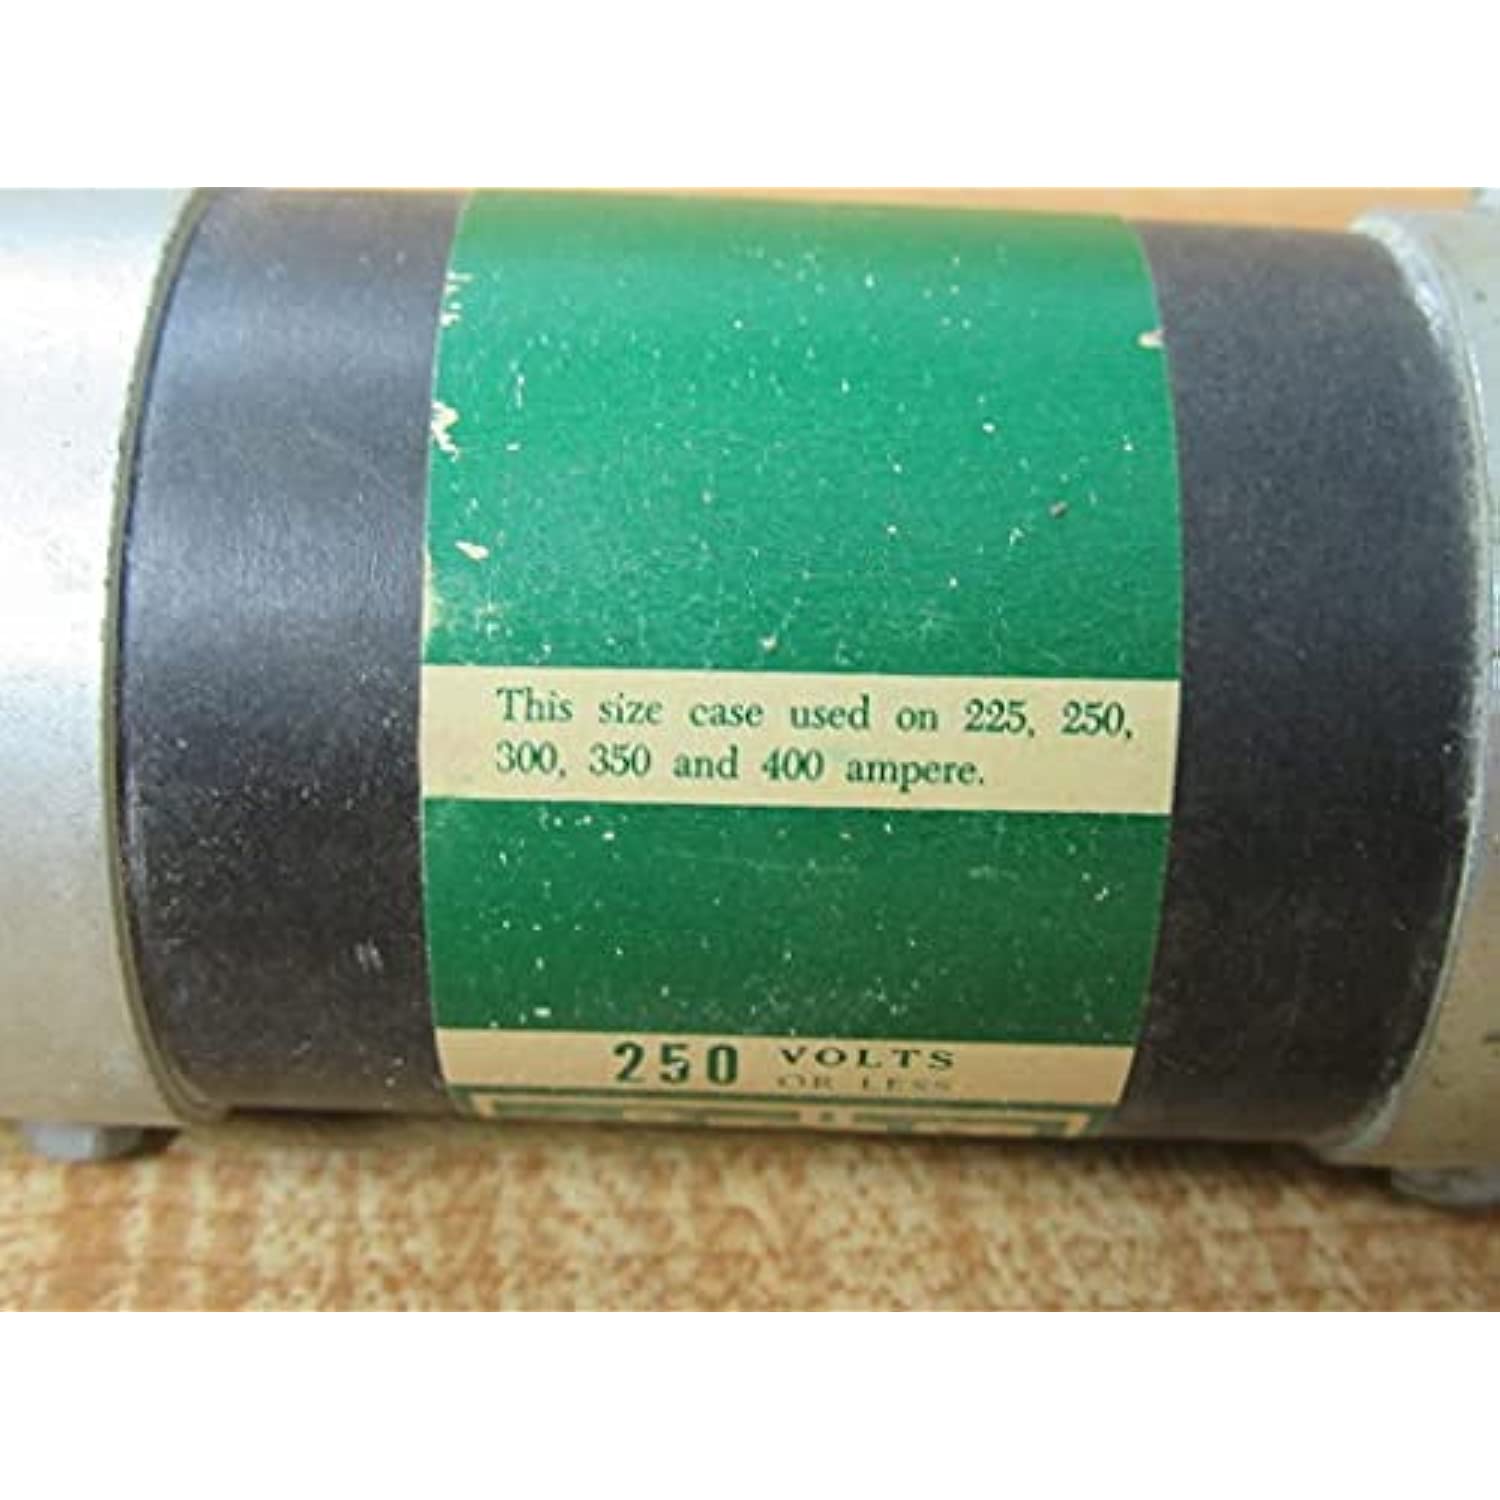 This size case used on 225, 250,
300, 350 and 400 ampere.
250 VOLTS
OR LESS